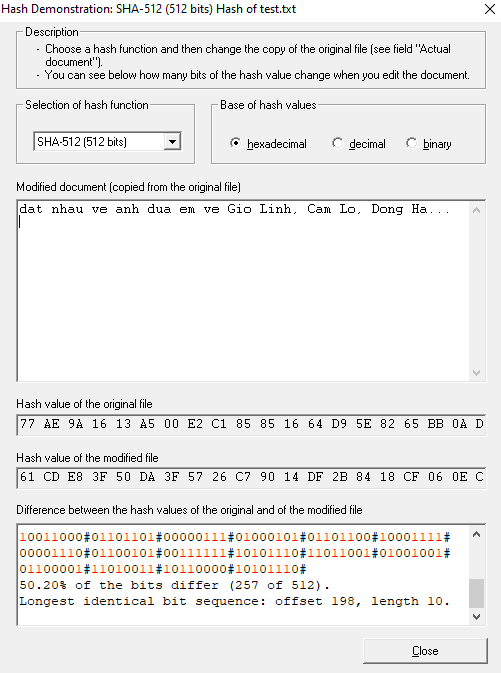 Hash Demonstration: SHA-512 (512 bits) Hash of test.txt
Description
- Choose a hash function and then change the copy of the original file (see field "Actual
document").
- You can see below how many bits of the hash value change when you edit the document.
Selection of hash function
SHA-512 (512 bits)
Base of hash values
hexadecimal
decimal
binary
Modified document (copied from the original file)
dat nhau ve anh dua em ve Gio Linh, Cam Lo, Dong Ha...
Hash value of the original file
77 AE 9A 16 13 A5 00 E2 C1 85 85 16 64 D9 5E 82 65 BB 0A D
Hash value of the modified file
61 CD E8 3F 50 DA 3F 57 26 C7 90 14 DF 2B 84 18 CF 06 0E C
Difference between the hash values of the original and of the modified file
10011000#01101101#00000111#01000101#01101100#10001111#
00001110#01100101#00111111#10101110#11011001#01001001#
01100001#11010011#10110000#10101110#
50.20% of the bits differ (257 of 512).
Longest identical bit sequence: offset 198, length 10.
Close